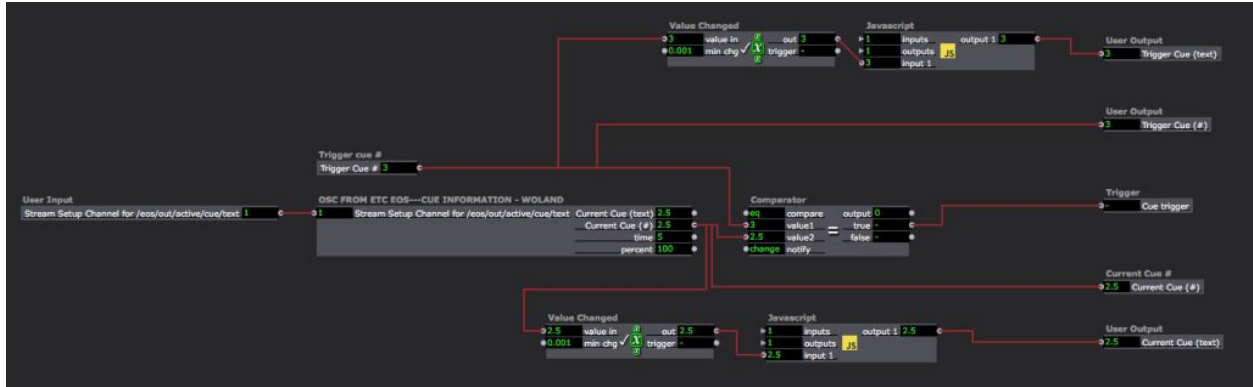 Value Changed
3 value in out 3
0.001 min chg trigger -
Javascript
1 inputs output 1 3
1 outputs JS
3 input 1
User Output
3 Trigger Cue (text)
User Output
3 Trigger Cue (#)
Trigger cue #
Trigger Cue # 3
User Input
Stream Setup Channel for /eos/out/active/cue/text 1
OSC FROM ETC EOS---CUE INFORMATION - WOLAND
1 Stream Setup Channel for /eos/out/active/cue/text Current Cue (text) 2.5
Current Cue (#) 2.5
time 5
percent 100
Comparator
eq compare output 0
3 value1 = true -
2.5 value2 false -
change notify
Trigger
- Cue trigger
Current Cue #
2.5 Current Cue (#)
Value Changed
2.5 value in out 2.5
0.001 min chg trigger -
Javascript
1 inputs output 1 2.5
1 outputs JS
2.5 input 1
User Output
2.5 Current Cue (text)